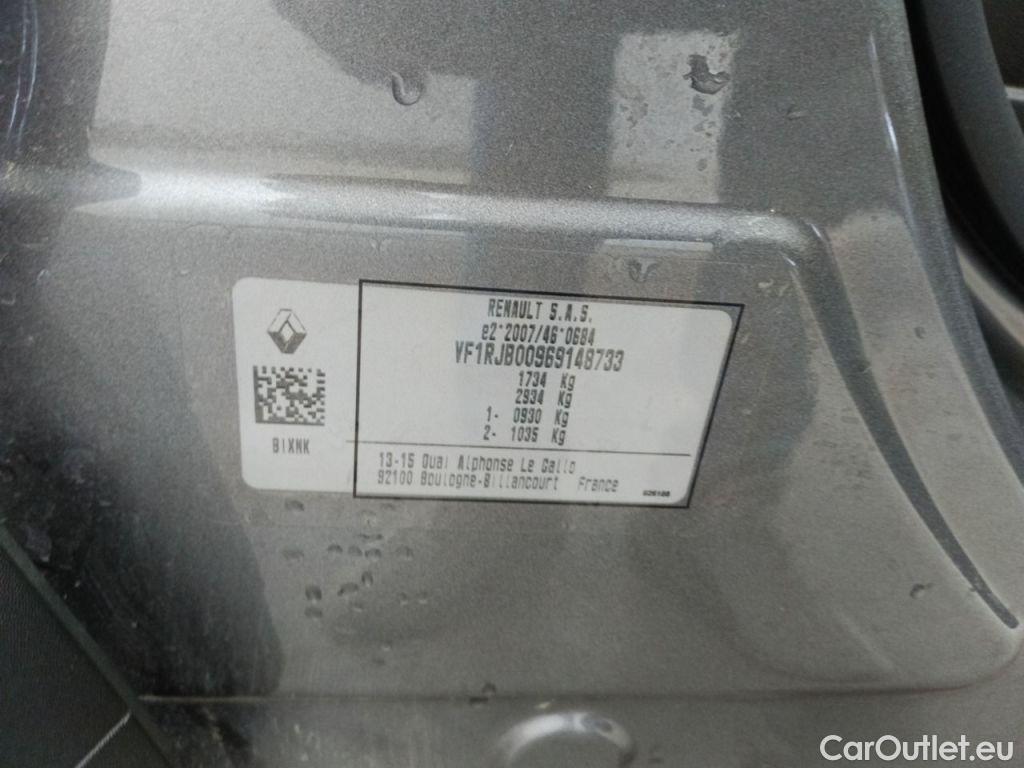 RENAULT S.A.S.
e2*2007/46*0684
VF1RJB00969148733
1734 Kg
2934 Kg
1- 0930 Kg
2- 1035 Kg
BIXNK
13-15 Quai Alphonse Le Gallo
92100 Boulogne-Billancourt France
CarOutlet.eu